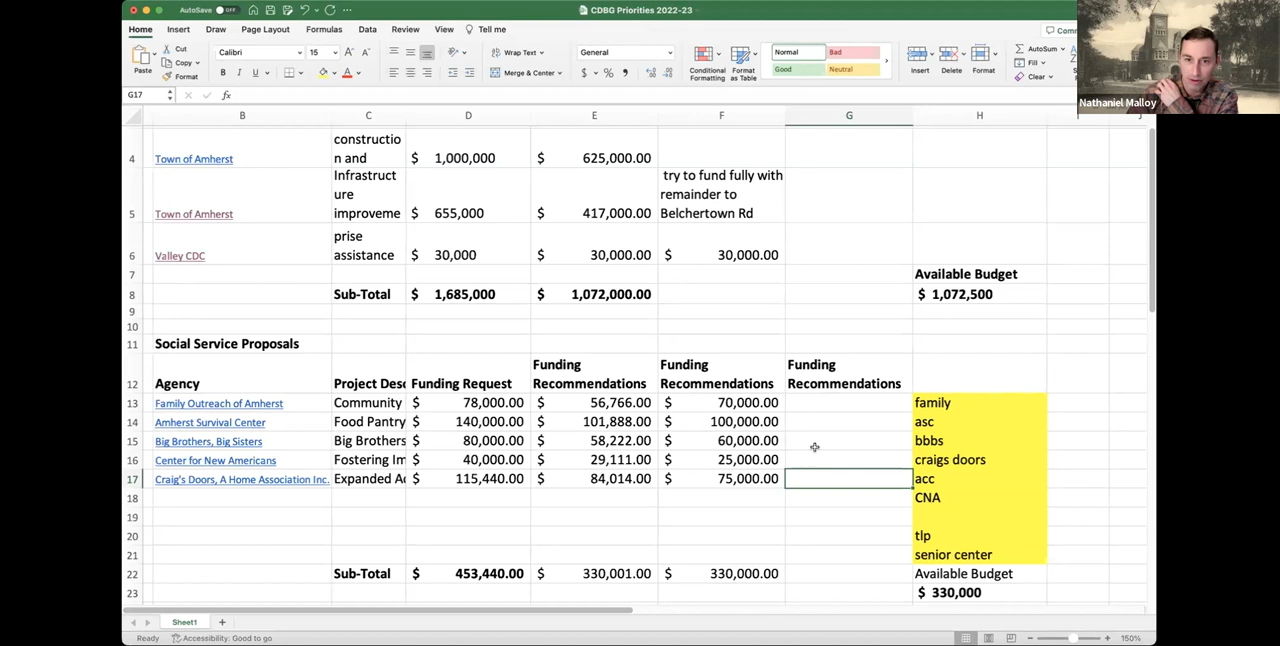 AutoSave OFF CDBG Priorities 2022-23
Home Insert Draw Page Layout Formulas Data Review View Tell me
Cut Calibri 15 Wrap Text General Normal Bad AutoSum
Copy Fill
Paste Format Merge & Center Conditional Formatting Format as Table Good Neutral Insert Delete Format Clear
Nathaniel Malloy
G17 fx
B C D E F G H
constructio
4 Town of Amherst n and $ 1,000,000 $ 625,000.00
Infrastruct try to fund fully with
ure remainder to
5 Town of Amherst improveme $ 655,000 $ 417,000.00 Belchertown Rd
prise
6 Valley CDC assistance $ 30,000 $ 30,000.00 $ 30,000.00
7 Available Budget
8 Sub-Total $ 1,685,000 $ 1,072,000.00 $ 1,072,500
9
10
11 Social Service Proposals
Funding Funding Funding
12 Agency Project Desc Funding Request Recommendations Recommendations Recommendations
13 Family Outreach of Amherst Community $ 78,000.00 $ 56,766.00 $ 70,000.00 family
14 Amherst Survival Center Food Pantry $ 140,000.00 $ 101,888.00 $ 100,000.00 asc
15 Big Brothers, Big Sisters Big Brothers $ 80,000.00 $ 58,222.00 $ 60,000.00 bbbs
16 Center for New Americans Fostering Im $ 40,000.00 $ 29,111.00 $ 25,000.00 craigs doors
17 Craig's Doors, A Home Association Inc. Expanded Ac $ 115,440.00 $ 84,014.00 $ 75,000.00 acc
18 CNA
19
20 tlp
21 senior center
22 Sub-Total $ 453,440.00 $ 330,001.00 $ 330,000.00 Available Budget
23 $ 330,000
Sheet1 +
Ready Accessibility: Good to go 150%